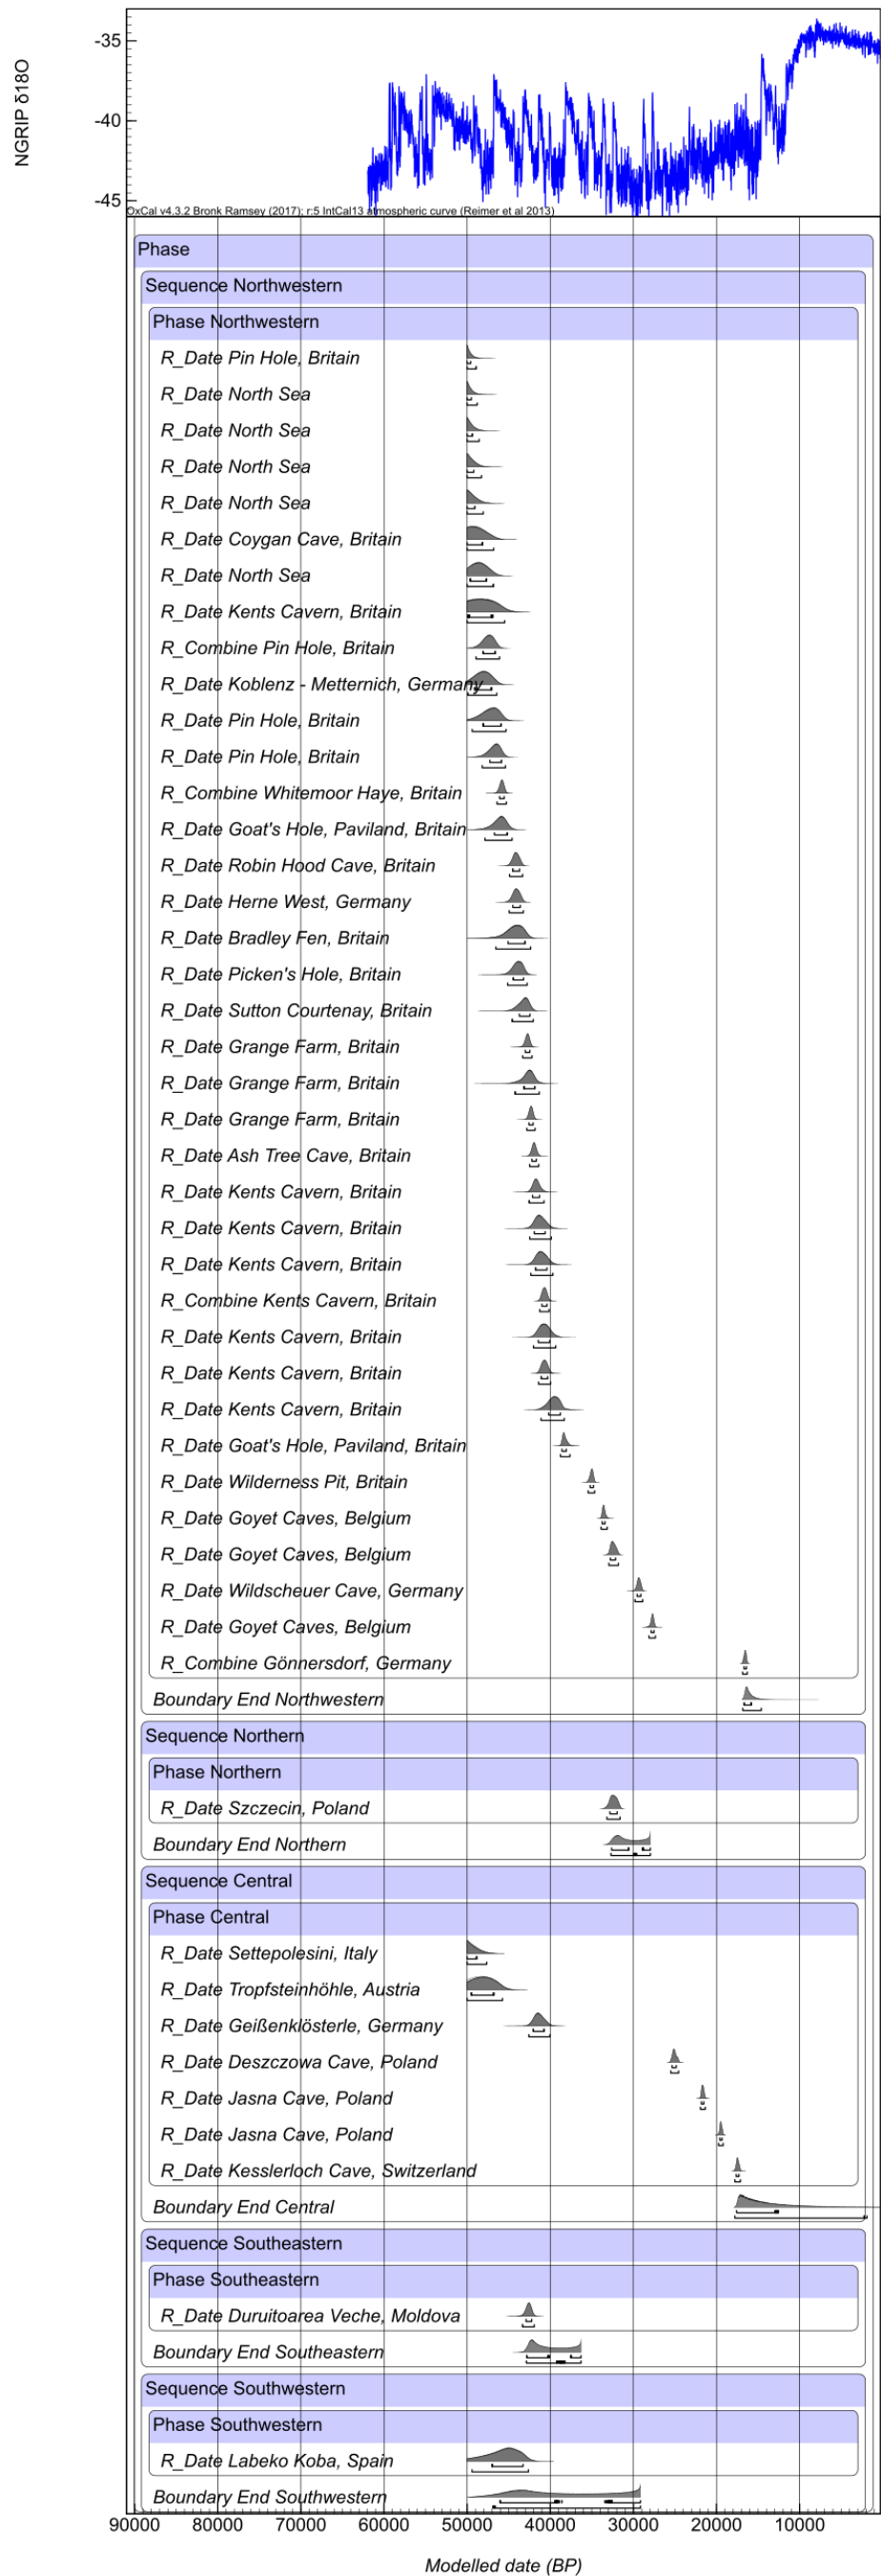 -35
-40
-45
NGRIP δ18O
OxCal v4.3.2 Bronk Ramsey (2017); r:5 IntCal13 atmospheric curve (Reimer et al 2013)
Phase
Sequence Northwestern
Phase Northwestern
R_Date Pin Hole, Britain
R_Date North Sea
R_Date North Sea
R_Date North Sea
R_Date North Sea
R_Date Coygan Cave, Britain
R_Date North Sea
R_Date Kents Cavern, Britain
R_Combine Pin Hole, Britain
R_Date Koblenz - Metternich, Germany
R_Date Pin Hole, Britain
R_Date Pin Hole, Britain
R_Combine Whitemoor Haye, Britain
R_Date Goat's Hole, Paviland, Britain
R_Date Robin Hood Cave, Britain
R_Date Herne West, Germany
R_Date Bradley Fen, Britain
R_Date Picken's Hole, Britain
R_Date Sutton Courtenay, Britain
R_Date Grange Farm, Britain
R_Date Grange Farm, Britain
R_Date Grange Farm, Britain
R_Date Ash Tree Cave, Britain
R_Date Kents Cavern, Britain
R_Date Kents Cavern, Britain
R_Date Kents Cavern, Britain
R_Combine Kents Cavern, Britain
R_Date Kents Cavern, Britain
R_Date Kents Cavern, Britain
R_Date Kents Cavern, Britain
R_Date Goat's Hole, Paviland, Britain
R_Date Wilderness Pit, Britain
R_Date Goyet Caves, Belgium
R_Date Goyet Caves, Belgium
R_Date Wildscheuer Cave, Germany
R_Date Goyet Caves, Belgium
R_Combine Gönnersdorf, Germany
Boundary End Northwestern
Sequence Northern
Phase Northern
R_Date Szczecin, Poland
Boundary End Northern
Sequence Central
Phase Central
R_Date Settepolesini, Italy
R_Date Tropfsteinhöhle, Austria
R_Date Geißenklösterle, Germany
R_Date Deszczowa Cave, Poland
R_Date Jasna Cave, Poland
R_Date Jasna Cave, Poland
R_Date Kesslerloch Cave, Switzerland
Boundary End Central
Sequence Southeastern
Phase Southeastern
R_Date Duruitoarea Veche, Moldova
Boundary End Southeastern
Sequence Southwestern
Phase Southwestern
R_Date Labeko Koba, Spain
Boundary End Southwestern
90000 80000 70000 60000 50000 40000 30000 20000 10000
Modelled date (BP)